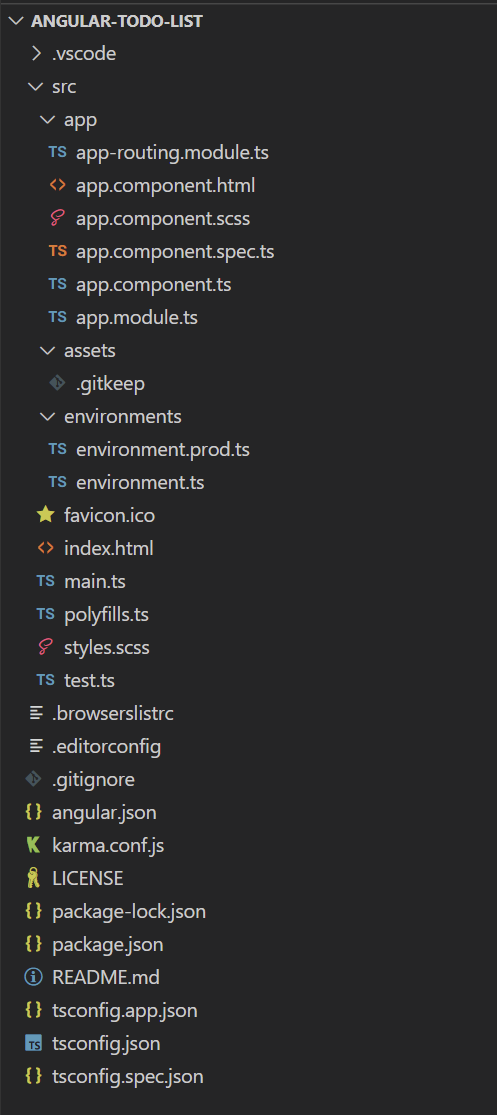 ANGULAR-TODO-LIST
.vscode
src
app
TS app-routing.module.ts
<> app.component.html
app.component.scss
TS app.component.spec.ts
TS app.component.ts
TS app.module.ts
assets
.gitkeep
environments
TS environment.prod.ts
TS environment.ts
favicon.ico
<> index.html
TS main.ts
TS polyfills.ts
styles.scss
TS test.ts
.browserslistrc
.editorconfig
.gitignore
{} angular.json
karma.conf.js
LICENSE
{} package-lock.json
{} package.json
README.md
{} tsconfig.app.json
TS tsconfig.json
{} tsconfig.spec.json